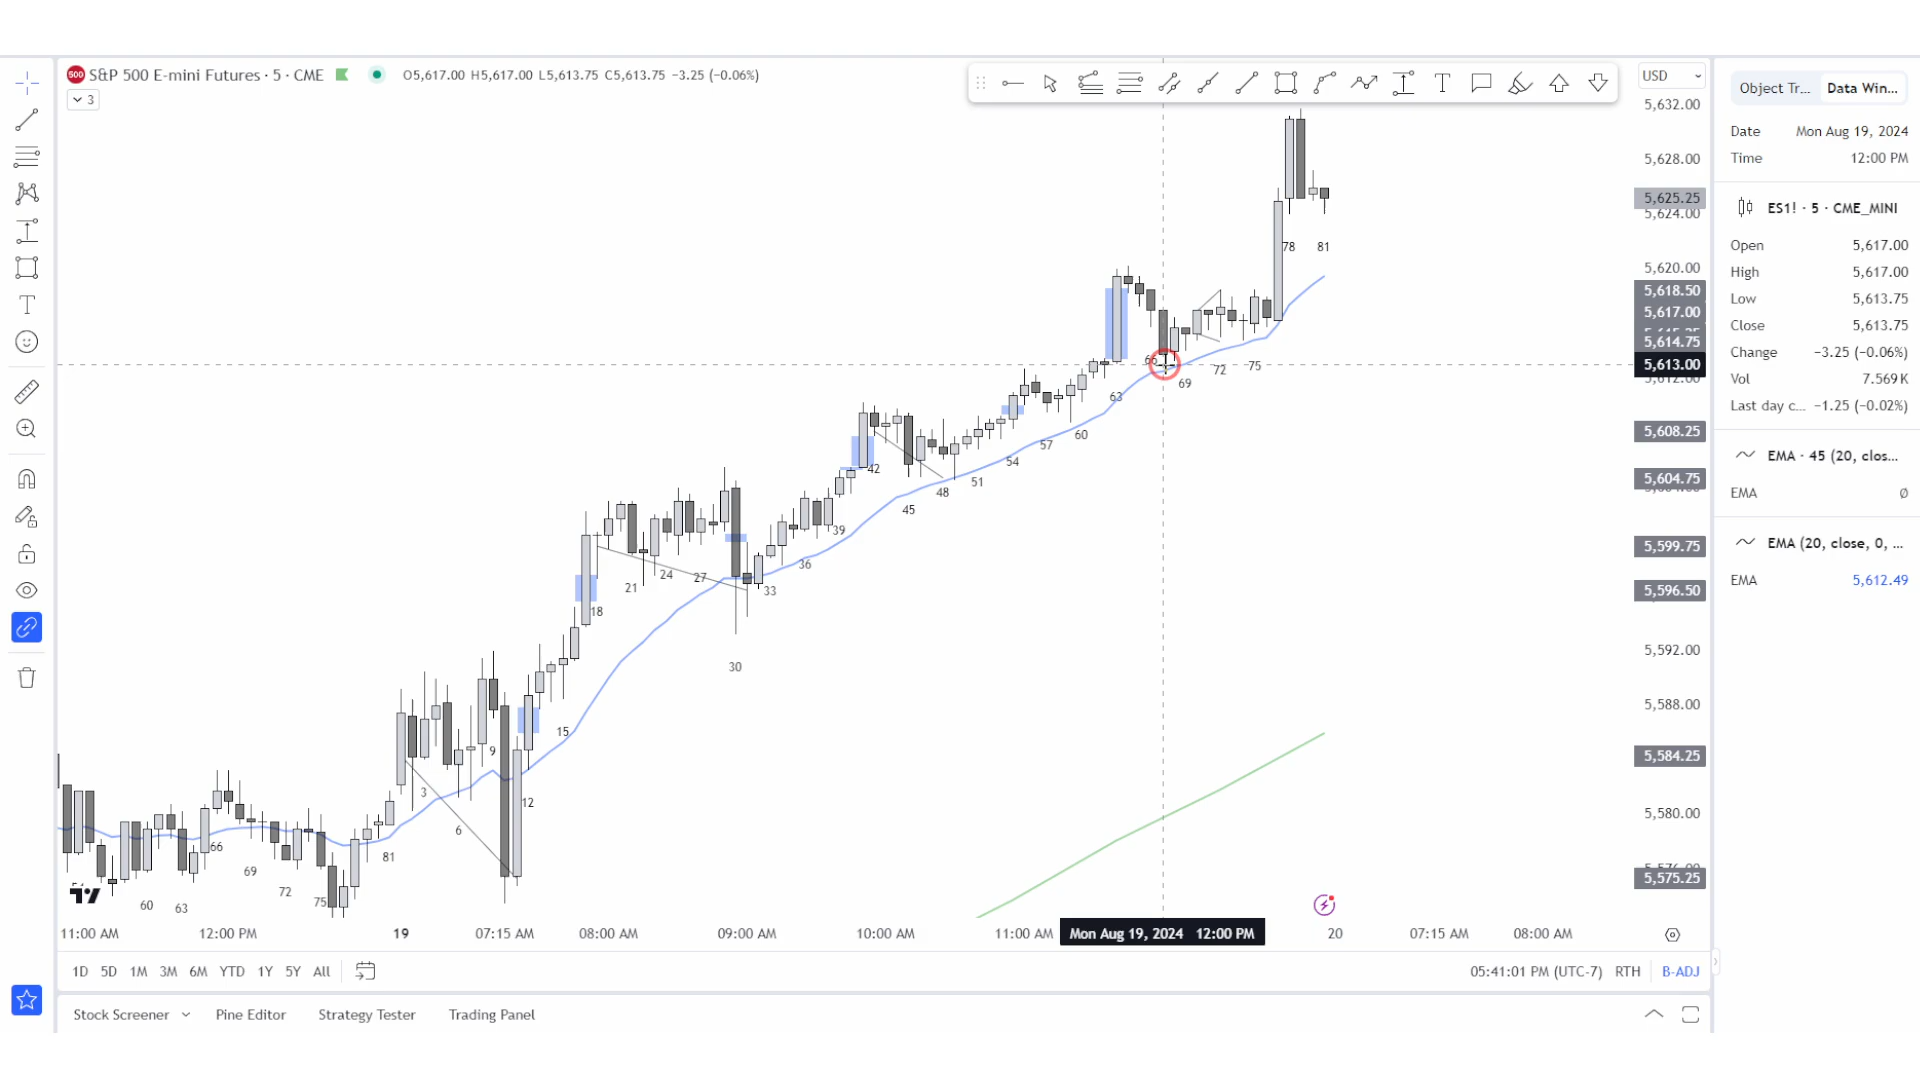 S&P 500 E-mini Futures · 5 · CME O5,617.00 H5,617.00 L5,613.75 C5,613.75 −3.25 (−0.06%)
3
USD
5,632.00
5,628.00
5,625.25
5,624.00
5,620.00
5,618.50
5,617.00
5,614.75
5,613.00
5,612.00
5,608.25
5,604.75
5,599.75
5,596.50
5,592.00
5,588.00
5,584.25
5,580.00
5,575.25
78 81
66
69 72 75
63
60
57
54
51
48
45
42
39
36
33
30
27
24
21
18
15
12
9
6
3
81
75
72
69
66
63
60
11:00 AM 12:00 PM 19 07:15 AM 08:00 AM 09:00 AM 10:00 AM 11:00 AM Mon Aug 19, 2024 12:00 PM 20 07:15 AM 08:00 AM
1D 5D 1M 3M 6M YTD 1Y 5Y All 05:41:01 PM (UTC-7) RTH B-ADJ
Stock Screener Pine Editor Strategy Tester Trading Panel
Object Tr... Data Win...
Date Mon Aug 19, 2024
Time 12:00 PM
ES1! · 5 · CME_MINI
Open 5,617.00
High 5,617.00
Low 5,613.75
Close 5,613.75
Change −3.25 (−0.06%)
Vol 7.569 K
Last day c... −1.25 (−0.02%)
EMA · 45 (20, clos...
EMA Ø
EMA (20, close, 0, ...
EMA 5,612.49